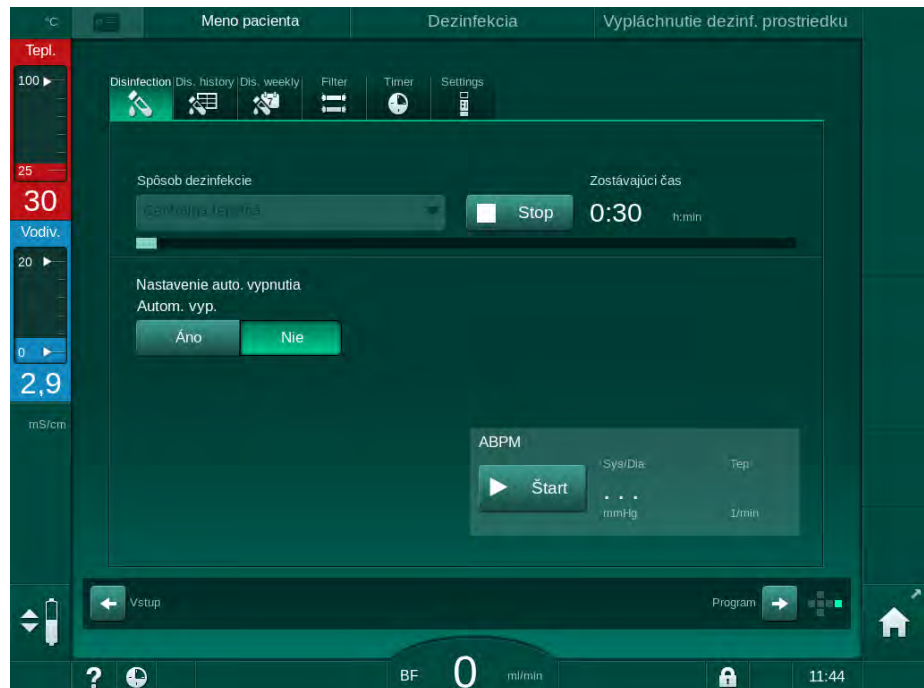 °C
Meno pacienta
Dezinfekcia
Vypláchnutie dezinf. prostriedku
Tepl.
100
25
30
Disinfection
Dis. history
Dis. weekly
Filter
Timer
Settings
Spôsob dezinfekcie
Zostávajúci čas
Stop
0:30
h:min
Vodiv.
20
0
2,9
mS/cm
Nastavenie auto. vypnutia
Autom. vyp.
Áno
Nie
ABPM
Sys/Dia
Tep
Štart
. . .
mmHg
1/min
Vstup
Program
?
BF
0
ml/min
11:44